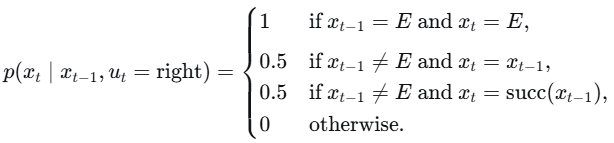 1 if x_{t−1} = E and x_t = E,
p(x_t | x_{t−1}, u_t = right) = { 0.5 if x_{t−1} ≠ E and x_t = x_{t−1},
0.5 if x_{t−1} ≠ E and x_t = succ(x_{t−1}),
0 otherwise.